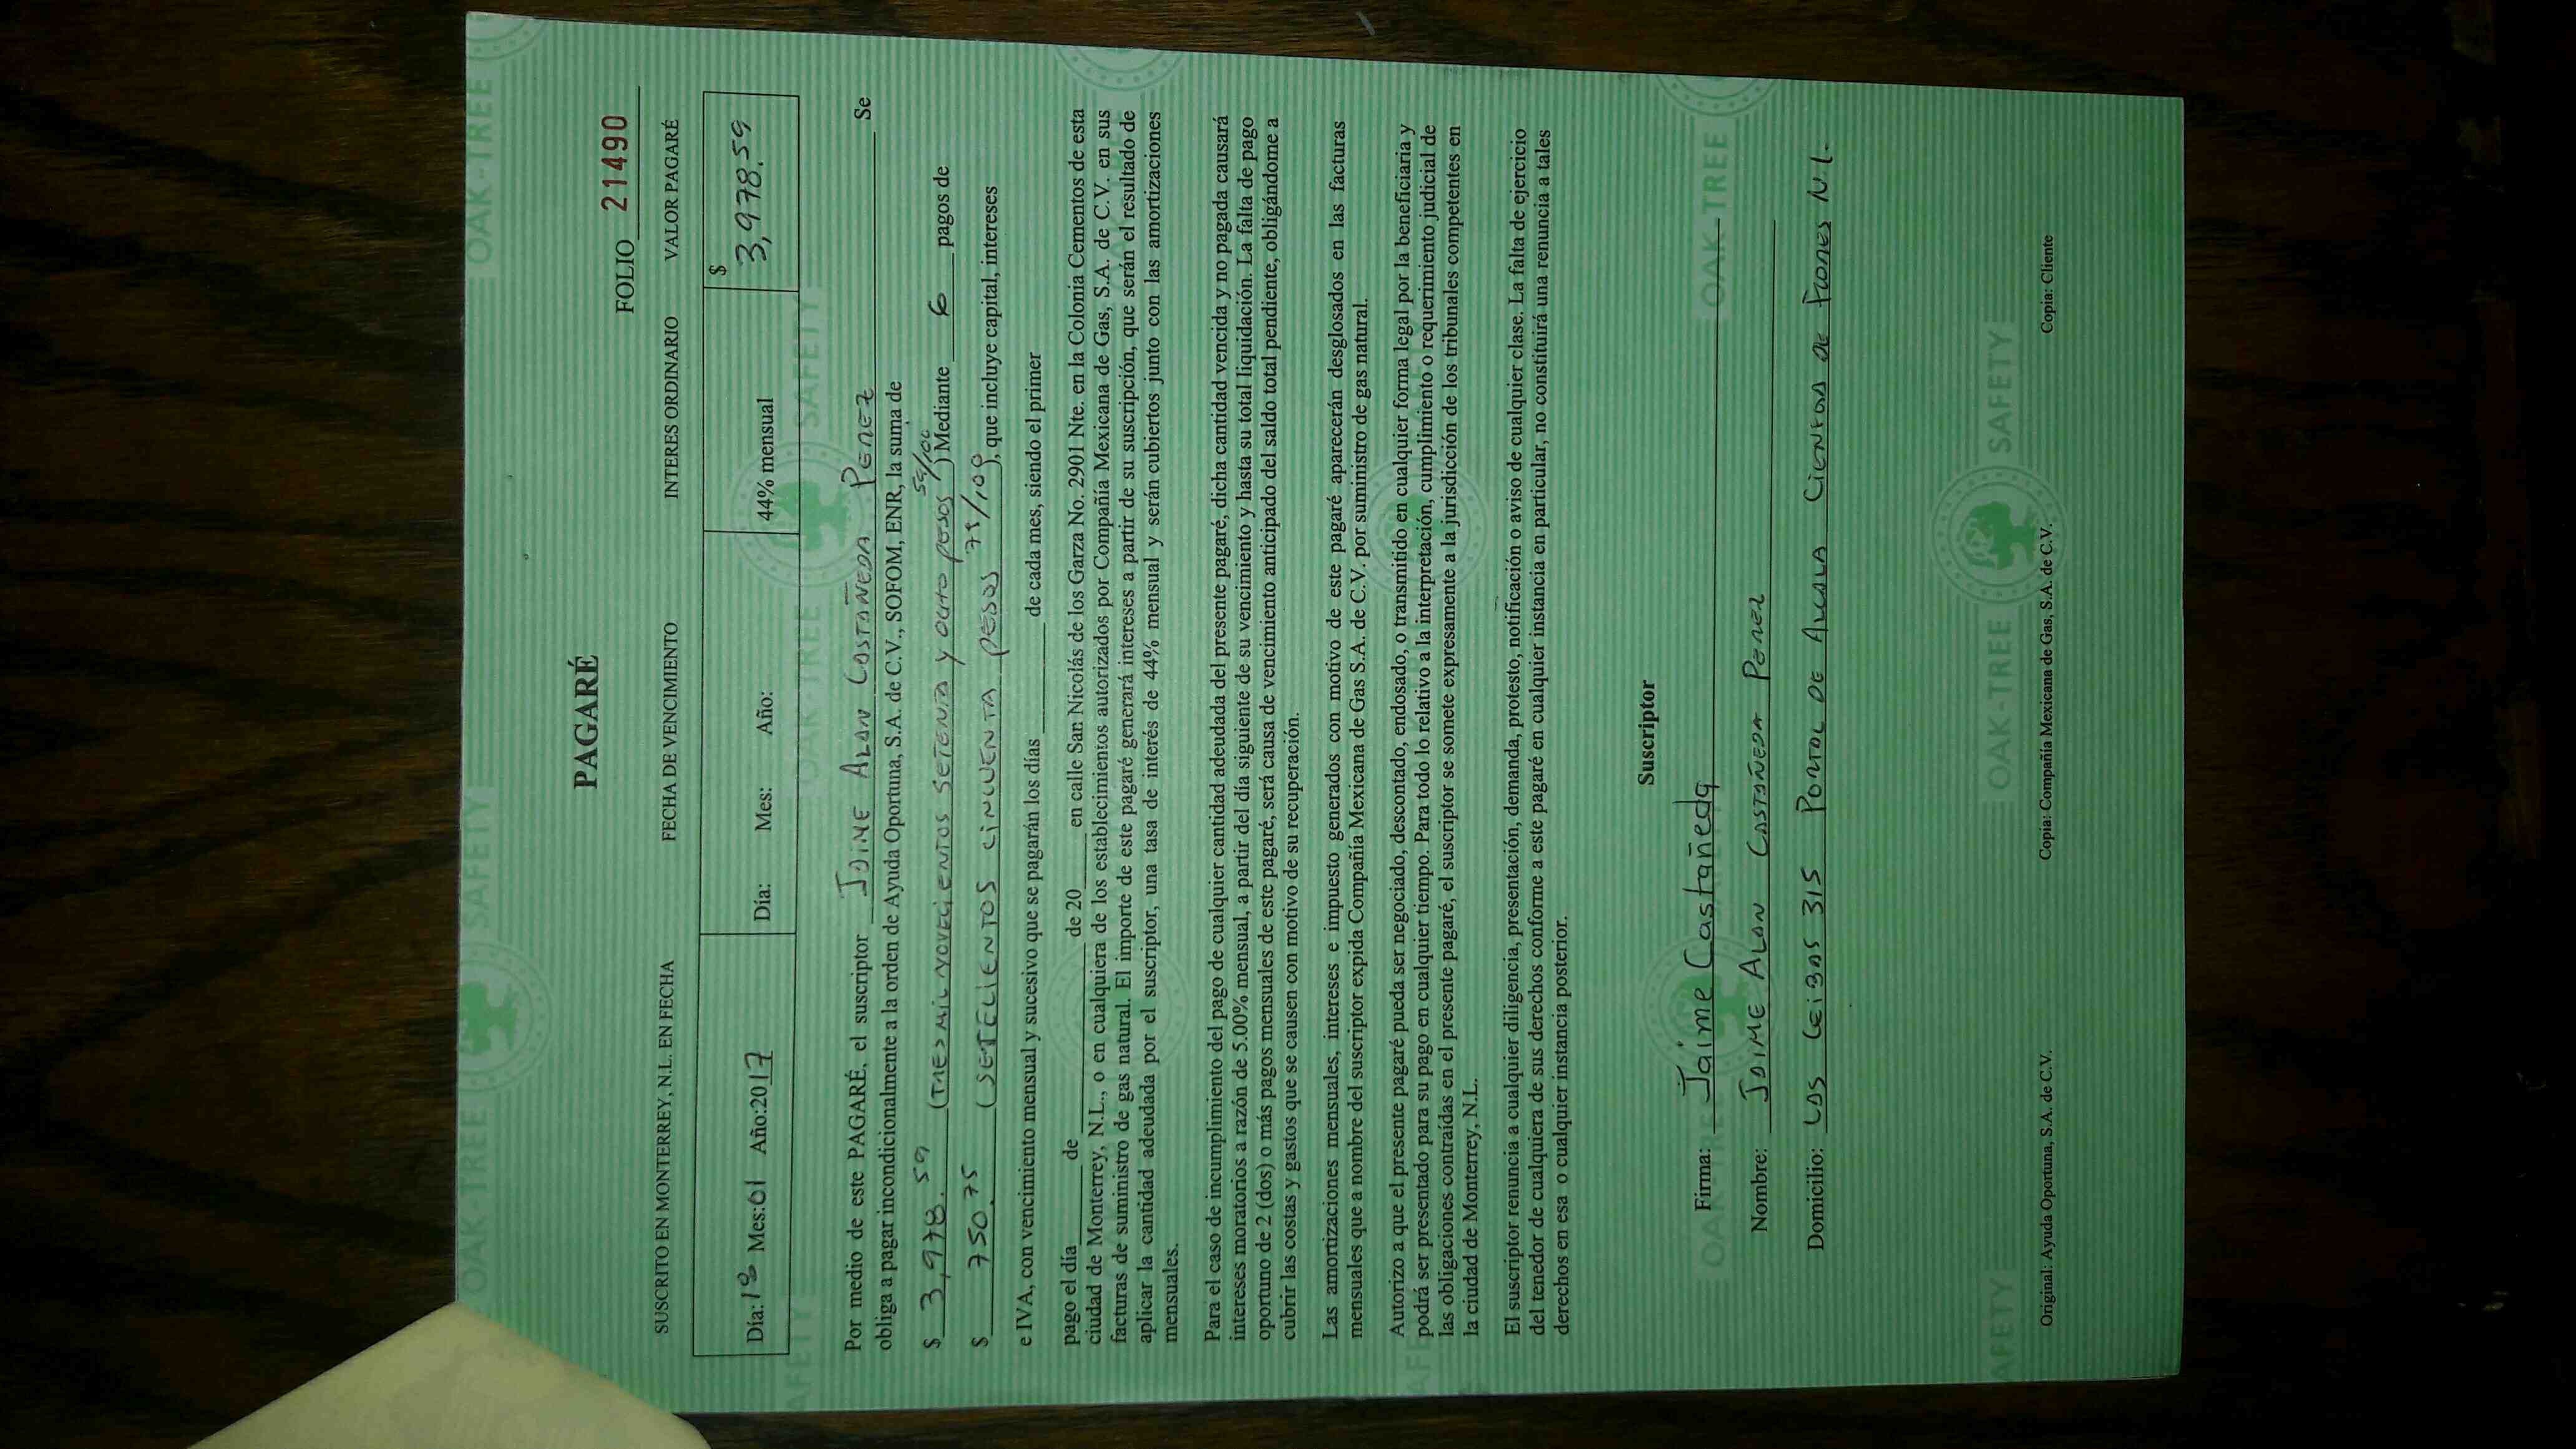 OAK-TREE SAFETY OAK-TREE
PAGARÉ
FOLIO 21490
SUSCRITO EN MONTERREY, N.L. EN FECHA FECHA DE VENCIMIENTO INTERES ORDINARIO VALOR PAGARÉ
Día: 18 Mes: 01 Año: 2017 Día: Mes: Año: 44% mensual $ 3,978.59
AFETY OAK-TREE SAFETY
Por medio de este PAGARÉ, el suscriptor JAIME ALAN CASTAÑEDA PEREZ Se
obliga a pagar incondicionalmente a la orden de Ayuda Oportuna, S.A. de C.V., SOFOM, ENR, la suma de
$ 3,978.59 (TRES MIL NOVECIENTOS SETENTA Y OCHO PESOS 59/100) Mediante 6 pagos de
$ 750.75 (SETECIENTOS CINCUENTA PESOS 75/100), que incluye capital, intereses
e IVA, con vencimiento mensual y sucesivo que se pagarán los días ______ de cada mes, siendo el primer
pago el día ______ de ______ de 20 ______ en calle San Nicolás de los Garza No. 2901 Nte. en la Colonia Cementos de esta
ciudad de Monterrey, N.L., o en cualquiera de los establecimientos autorizados por Compañía Mexicana de Gas, S.A. de C.V. en sus
facturas de suministro de gas natural. El importe de este pagaré generará intereses a partir de su suscripción, que serán el resultado de
aplicar la cantidad adeudada por el suscriptor, una tasa de interés de 44% mensual y serán cubiertos junto con las amortizaciones
mensuales.
Para el caso de incumplimiento del pago de cualquier cantidad adeudada del presente pagaré, dicha cantidad vencida y no pagada causará
intereses moratorios a razón de 5.00% mensual, a partir del día siguiente de su vencimiento y hasta su total liquidación. La falta de pago
oportuno de 2 (dos) o más pagos mensuales de este pagaré, será causa de vencimiento anticipado del saldo total pendiente, obligándome a
cubrir las costas y gastos que se causen con motivo de su recuperación.
Las amortizaciones mensuales, intereses e impuesto generados con motivo de este pagaré aparecerán desglosados en las facturas
mensuales que a nombre del suscriptor expida Compañía Mexicana de Gas S.A. de C.V. por suministro de gas natural.
Autorizo a que el presente pagaré pueda ser negociado, descontado, endosado, o transmitido en cualquier forma legal por la beneficiaria y
podrá ser presentado para su pago en cualquier tiempo. Para todo lo relativo a la interpretación, cumplimiento o requerimiento judicial de
las obligaciones contraídas en el presente pagaré, el suscriptor se somete expresamente a la jurisdicción de los tribunales competentes en
la ciudad de Monterrey, N.L.
El suscriptor renuncia a cualquier diligencia, presentación, demanda, protesto, notificación o aviso de cualquier clase. La falta de ejercicio
del tenedor de cualquiera de sus derechos conforme a este pagaré en cualquier instancia en particular, no constituirá una renuncia a tales
derechos en esa o cualquier instancia posterior.
Suscriptor
Firma: Jaime Castañeda
OAK-TREE OAK-TREE
Nombre: JAIME ALAN CASTAÑEDA PEREZ
Domicilio: LAS CEIBAS 315 PORTAL DE ALCALA CIENEGA DE FLORES N.L.
AFETY OAK-TREE SAFETY
Original: Ayuda Oportuna, S.A. de C.V. Copia: Compañía Mexicana de Gas, S.A. de C.V. Copia: Cliente